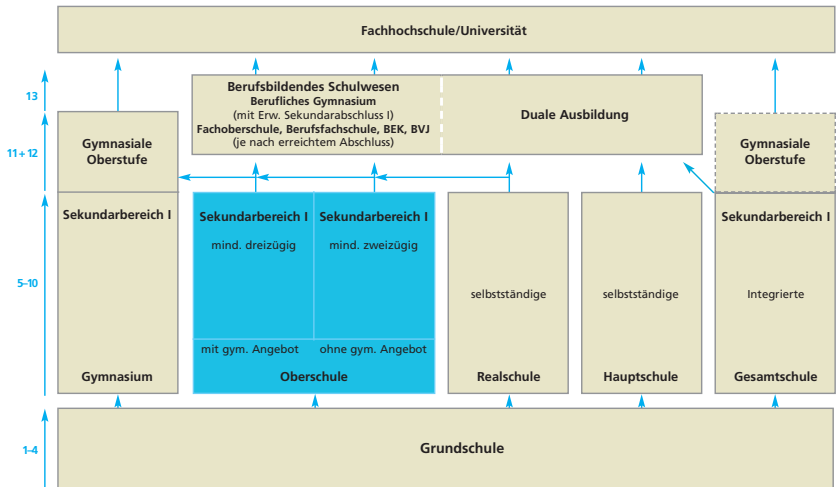 Fachhochschule/Universität
13
Berufsbildendes Schulwesen
Berufliches Gymnasium
(mit Erw. Sekundarabschluss I)
Fachoberschule, Berufsfachschule, BEK, BVJ
(je nach erreichtem Abschluss)
Duale Ausbildung
11 + 12
Gymnasiale
Oberstufe
Gymnasiale
Oberstufe
5–10
Sekundarbereich I
Gymnasium
Sekundarbereich I
mind. dreizügig
mit gym. Angebot
Sekundarbereich I
mind. zweizügig
ohne gym. Angebot
Oberschule
selbstständige
Realschule
selbstständige
Hauptschule
Sekundarbereich I
Integrierte
Gesamtschule
1–4
Grundschule